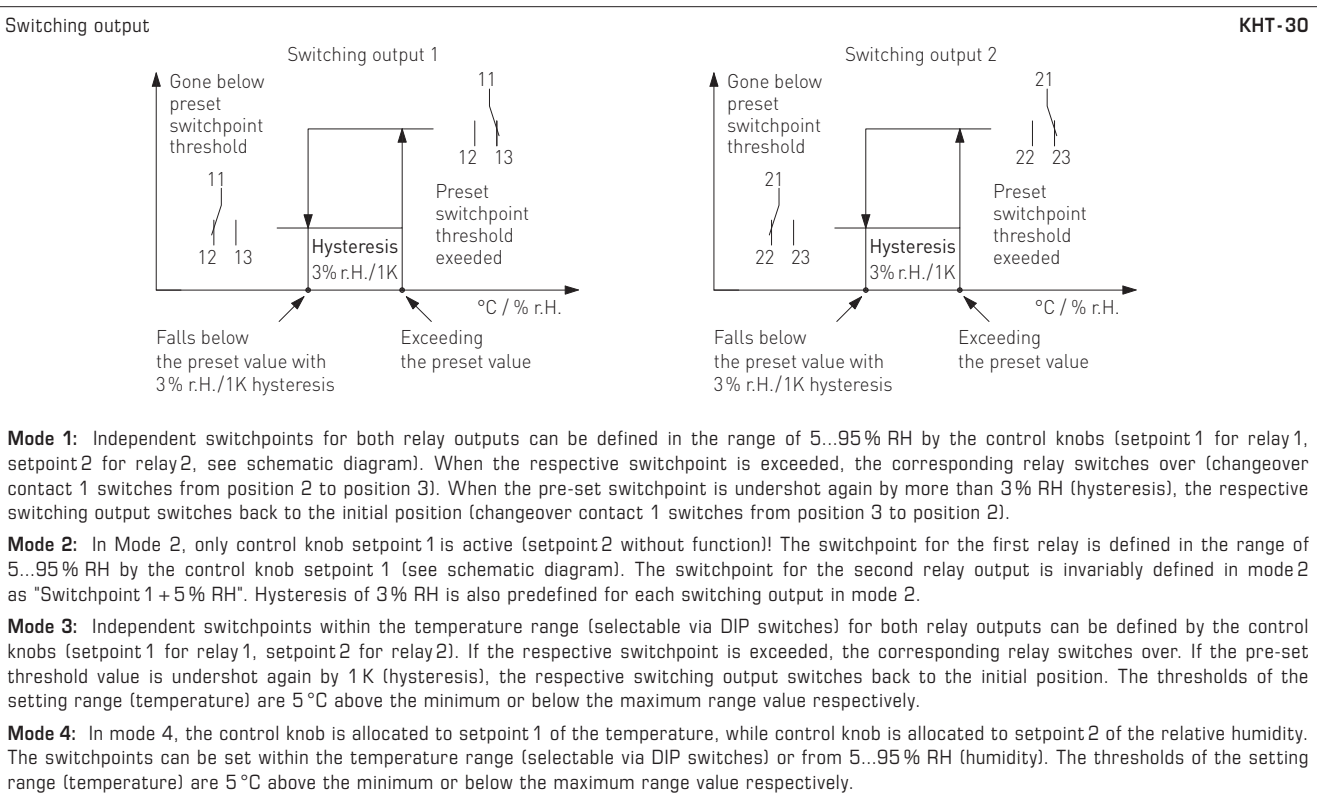 Switching output
KHT-30
Switching output 1
Gone below
preset
switchpoint
threshold
11
12 13
11
12 13
Preset
switchpoint
threshold
exeeded
Hysteresis
3% r.H./1K
°C / % r.H.
Falls below
the preset value with
3% r.H./1K hysteresis
Exceeding
the preset value
Switching output 2
Gone below
preset
switchpoint
threshold
21
22 23
21
22 23
Preset
switchpoint
threshold
exeeded
Hysteresis
3% r.H./1K
°C / % r.H.
Falls below
the preset value with
3% r.H./1K hysteresis
Exceeding
the preset value
Mode 1: Independent switchpoints for both relay outputs can be defined in the range of 5...95% RH by the control knobs (setpoint 1 for relay 1,
setpoint 2 for relay 2, see schematic diagram). When the respective switchpoint is exceeded, the corresponding relay switches over (changeover
contact 1 switches from position 2 to position 3). When the pre-set switchpoint is undershot again by more than 3% RH (hysteresis), the respective
switching output switches back to the initial position (changeover contact 1 switches from position 3 to position 2).
Mode 2: In Mode 2, only control knob setpoint 1 is active (setpoint 2 without function)! The switchpoint for the first relay is defined in the range of
5...95% RH by the control knob setpoint 1 (see schematic diagram). The switchpoint for the second relay output is invariably defined in mode 2
as "Switchpoint 1 + 5% RH". Hysteresis of 3% RH is also predefined for each switching output in mode 2.
Mode 3: Independent switchpoints within the temperature range (selectable via DIP switches) for both relay outputs can be defined by the control
knobs (setpoint 1 for relay 1, setpoint 2 for relay 2). If the respective switchpoint is exceeded, the corresponding relay switches over. If the pre-set
threshold value is undershot again by 1 K (hysteresis), the respective switching output switches back to the initial position. The thresholds of the
setting range (temperature) are 5 °C above the minimum or below the maximum range value respectively.
Mode 4: In mode 4, the control knob is allocated to setpoint 1 of the temperature, while control knob is allocated to setpoint 2 of the relative humidity.
The switchpoints can be set within the temperature range (selectable via DIP switches) or from 5...95% RH (humidity). The thresholds of the setting
range (temperature) are 5 °C above the minimum or below the maximum range value respectively.